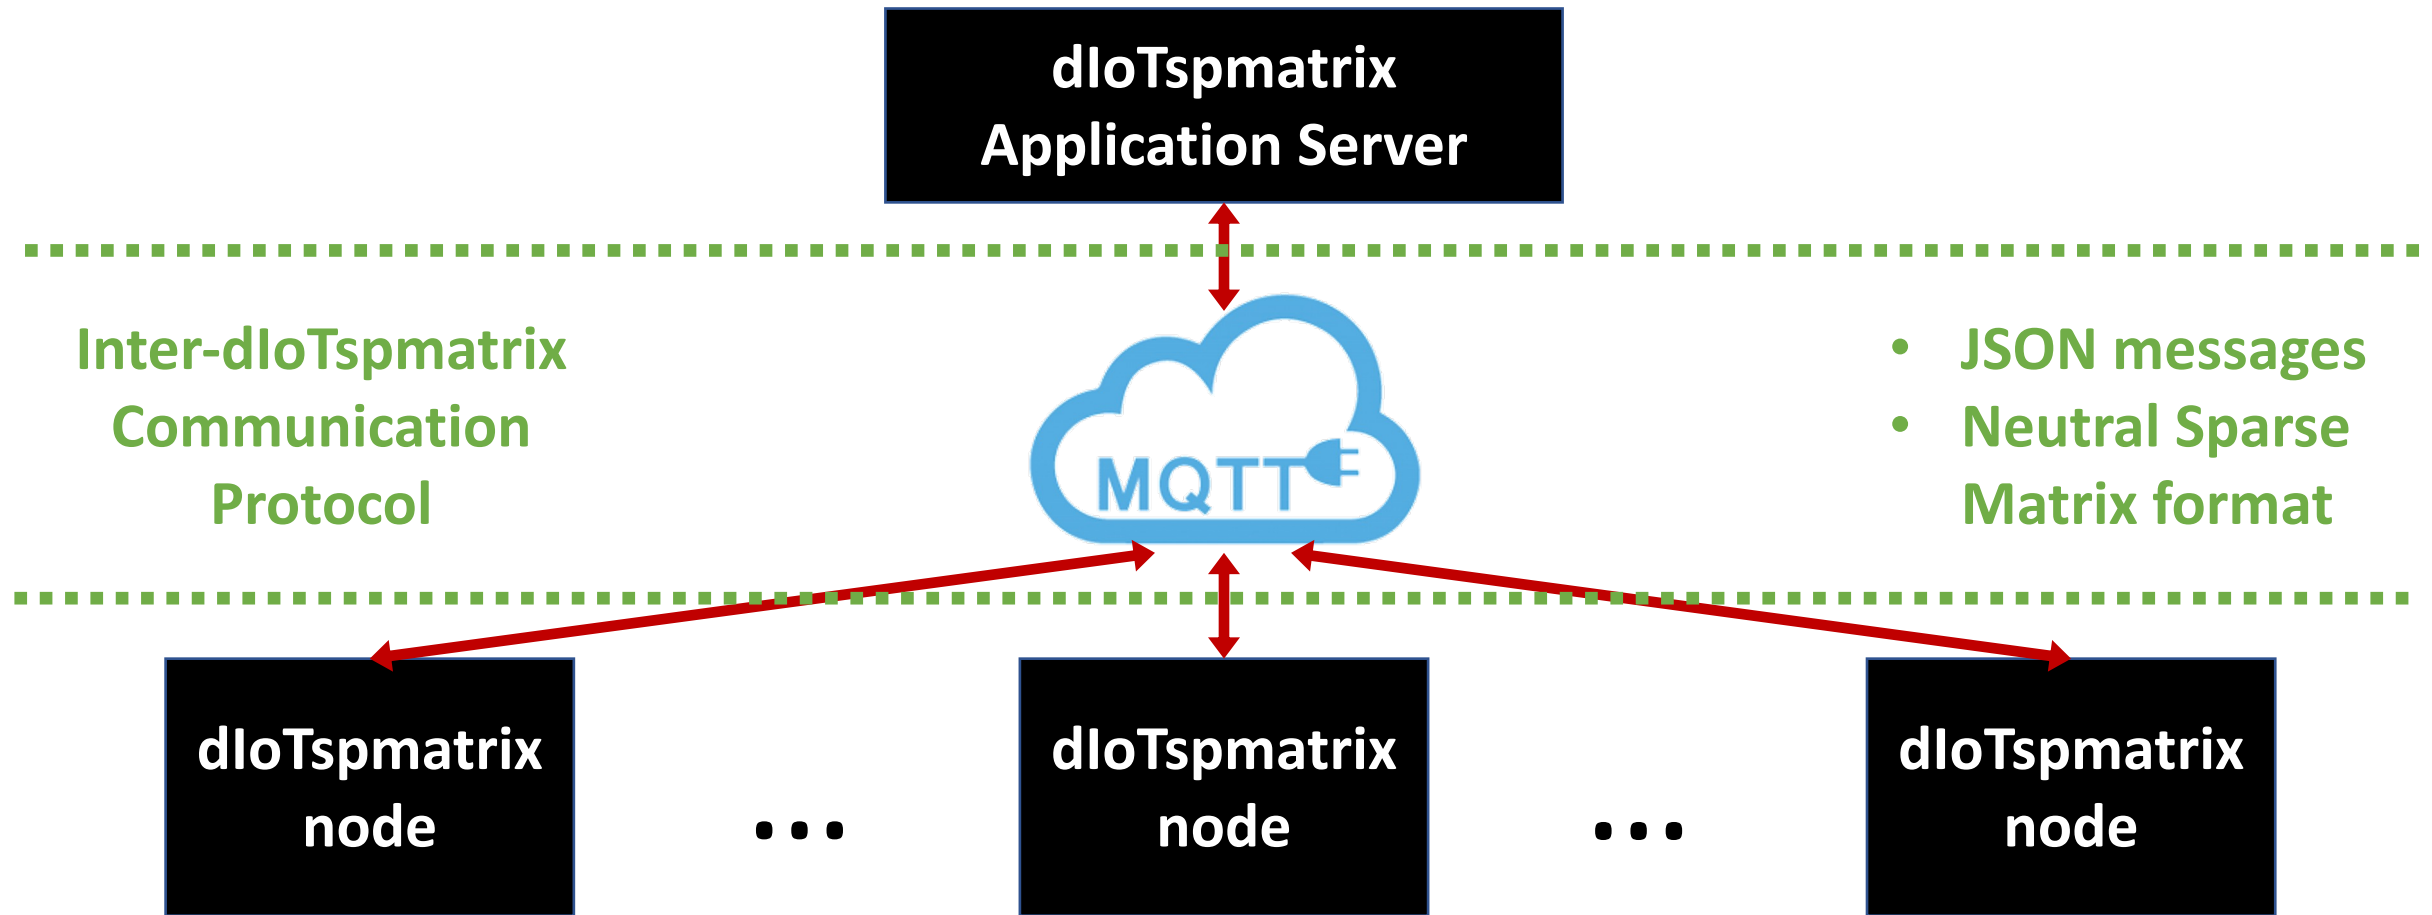 dIoTspmatrix
Application Server
Inter-dIoTspmatrix
Communication
Protocol
MQTT
• JSON messages
• Neutral Sparse
Matrix format
dIoTspmatrix
node
...
dIoTspmatrix
node
...
dIoTspmatrix
node